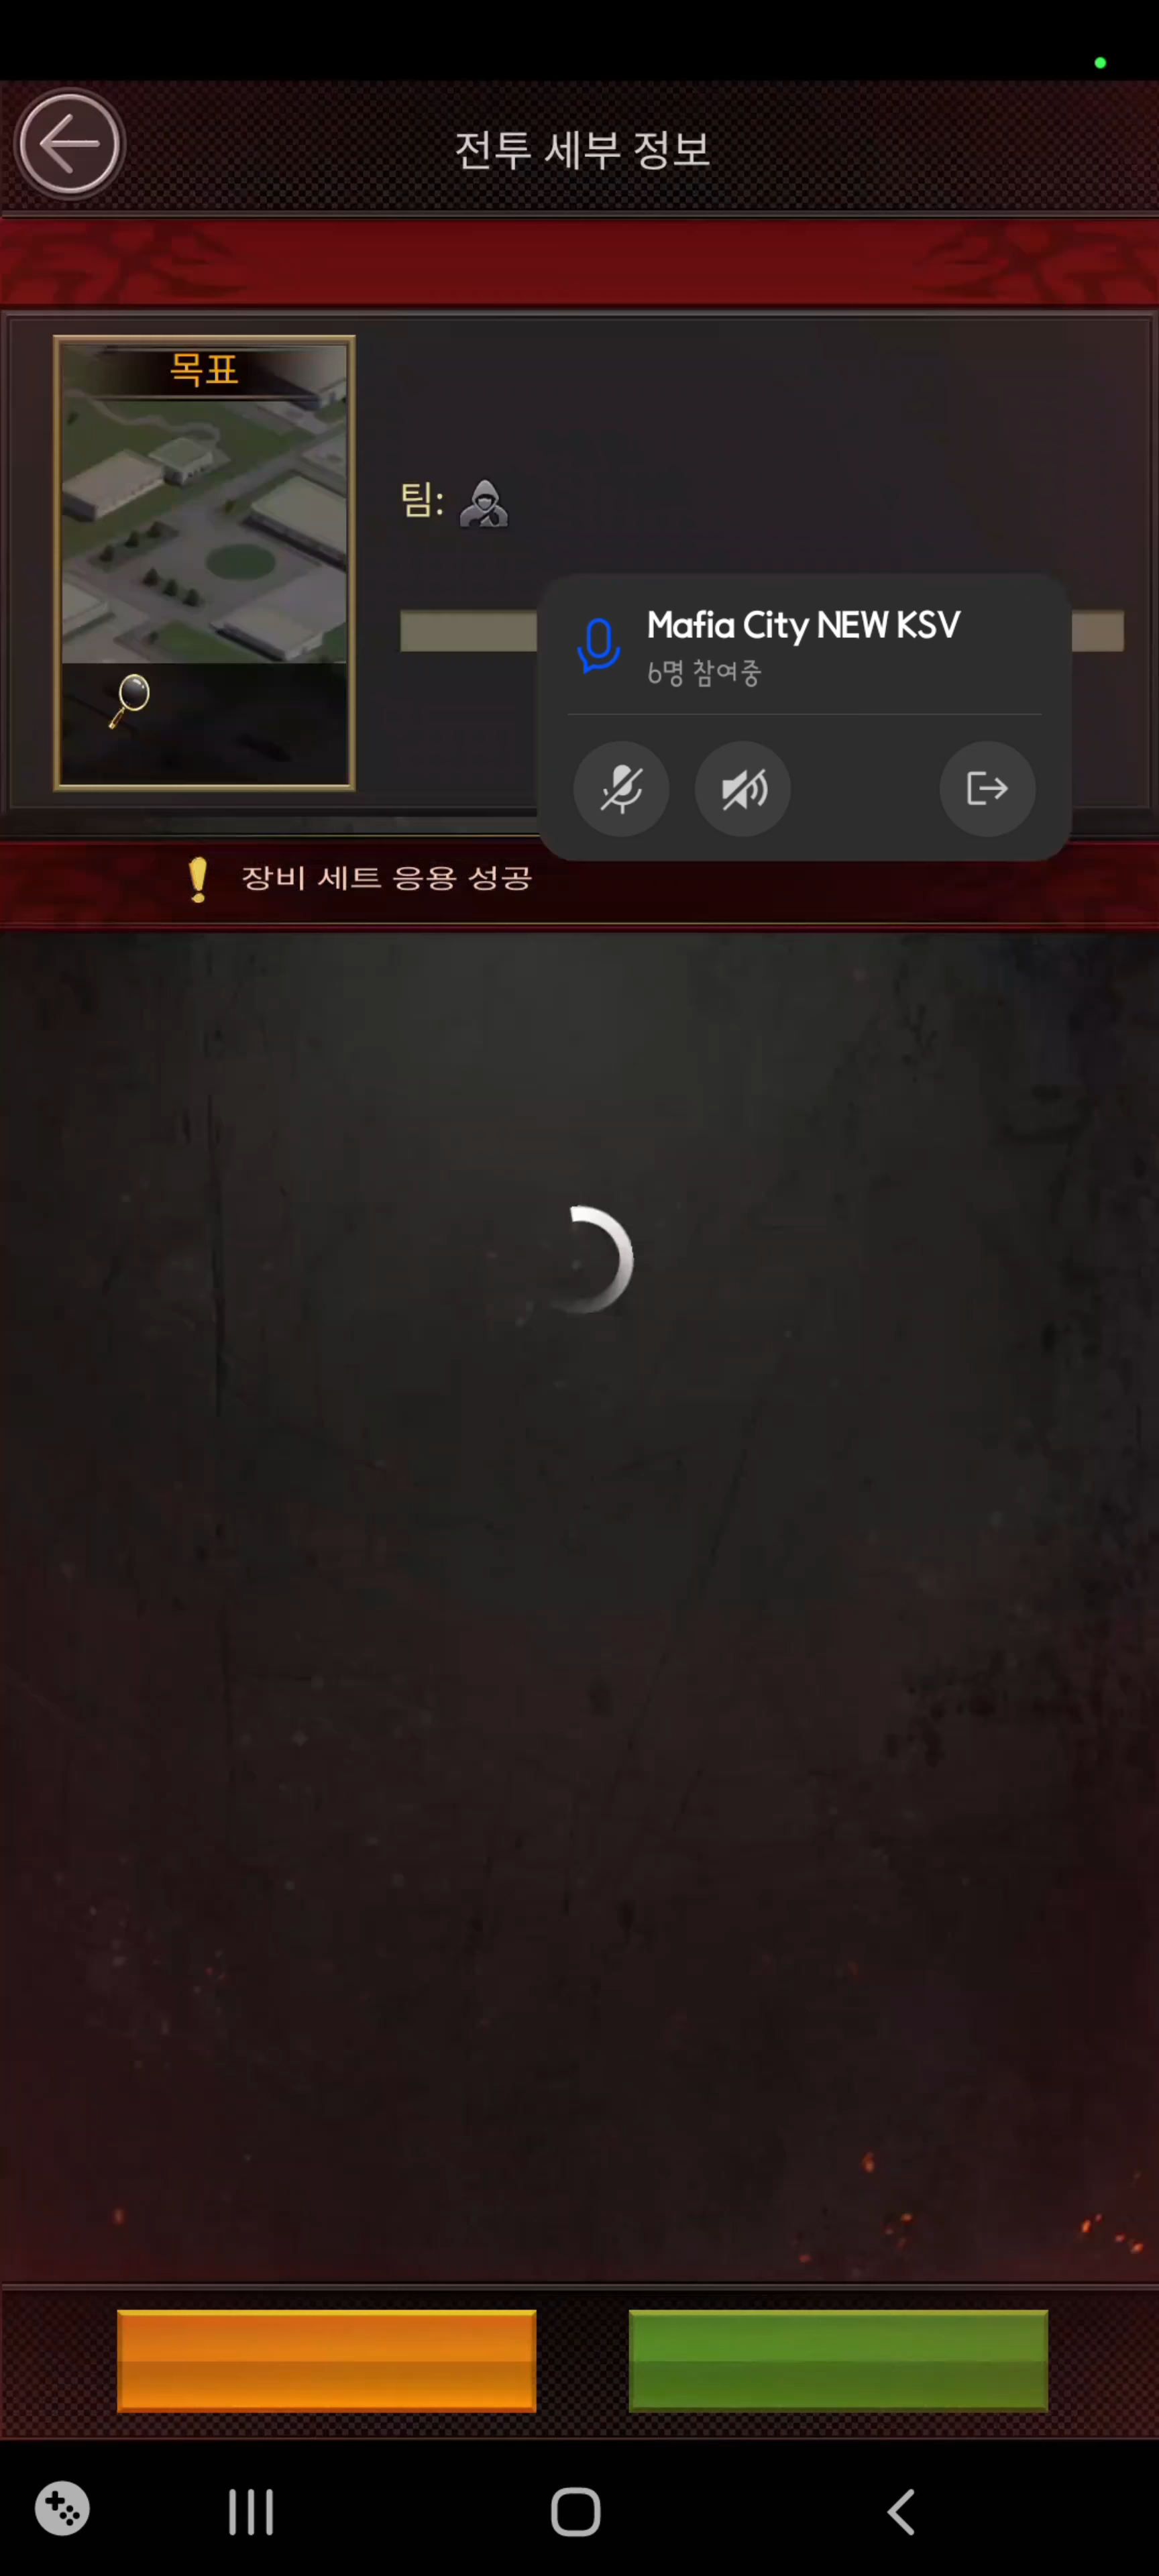 전투 세부 정보
목표
팀:
Mafia City NEW KSV
6명 참여중
장비 세트 응용 성공